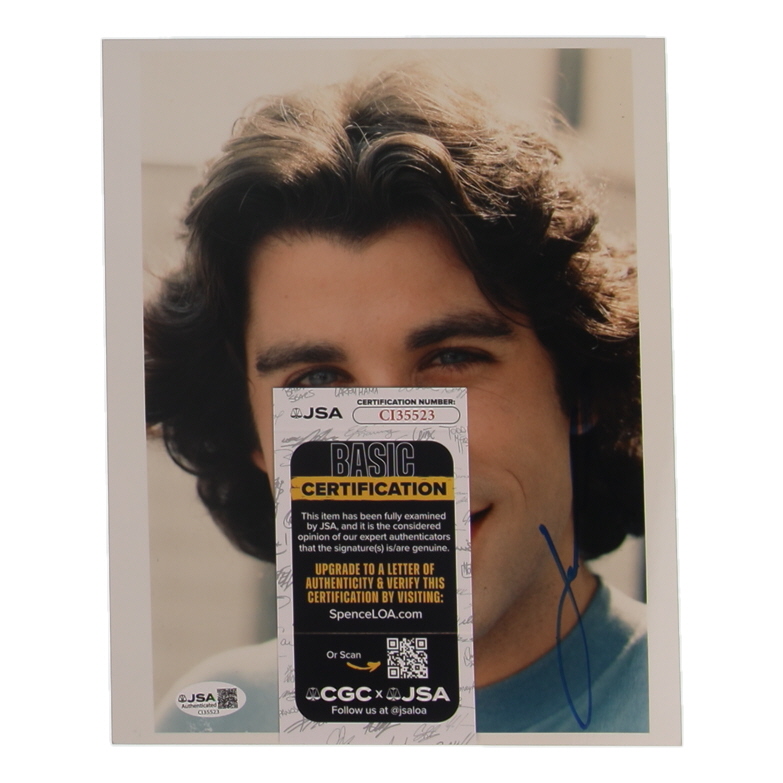 JSA
CERTIFICATION NUMBER:
CI35523
BASIC
CERTIFICATION
This item has been fully examined
by JSA, and it is the considered
opinion of our expert authenticators
that the signature(s) is/are genuine.
UPGRADE TO A LETTER OF
AUTHENTICITY & VERIFY THIS
CERTIFICATION BY VISITING:
SpenceLOA.com
Or Scan
CGC x JSA
Follow us at @jsaloa
JSA
Authenticated
CI35523